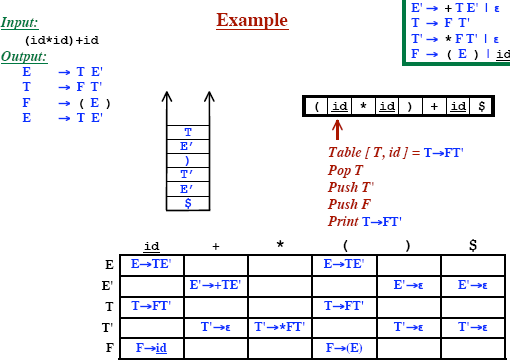 E' → + T E' | ε
Input:
Example
T → F T'
(id*id)+id
T' → * F T' | ε
Output:
F → ( E ) | id
E → T E'
T → F T'
F → ( E )
E → T E'
( id * id ) + id $
T
E'
)
T'
E'
$
Table [ T, id ] = T→FT'
Pop T
Push T'
Push F
Print T→FT'
id + * ( ) $
E E→TE' E→TE'
E' E'→+TE' E'→ε E'→ε
T T→FT' T→FT'
T' T'→ε T'→*FT' T'→ε T'→ε
F F→id F→(E)